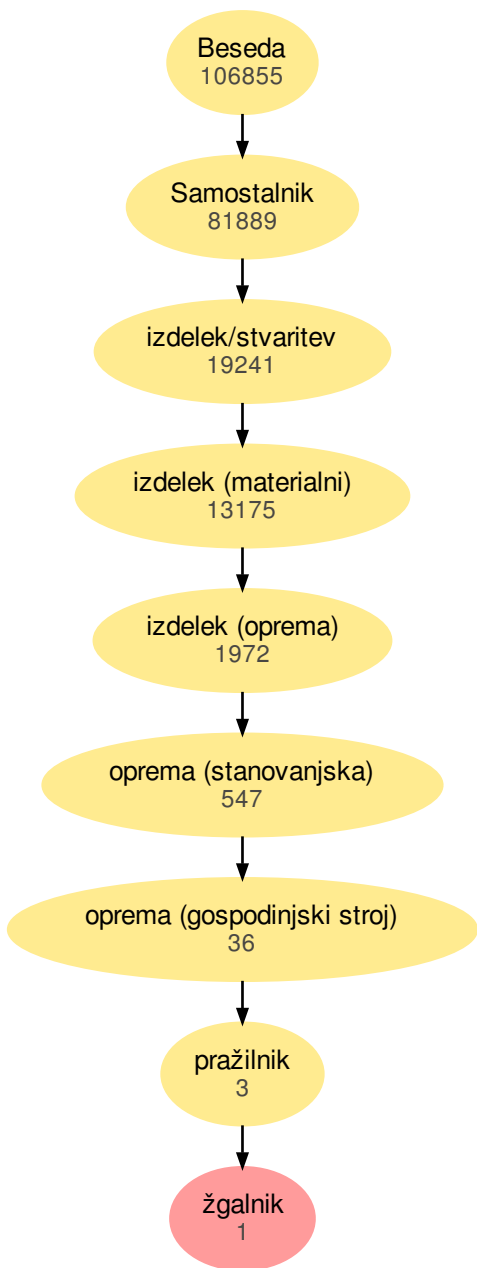 Beseda
106855
Samostalnik
81889
izdelek/stvaritev
19241
izdelek (materialni)
13175
izdelek (oprema)
1972
oprema (stanovanjska)
547
oprema (gospodinjski stroj)
36
pražilnik
3
žgalnik
1